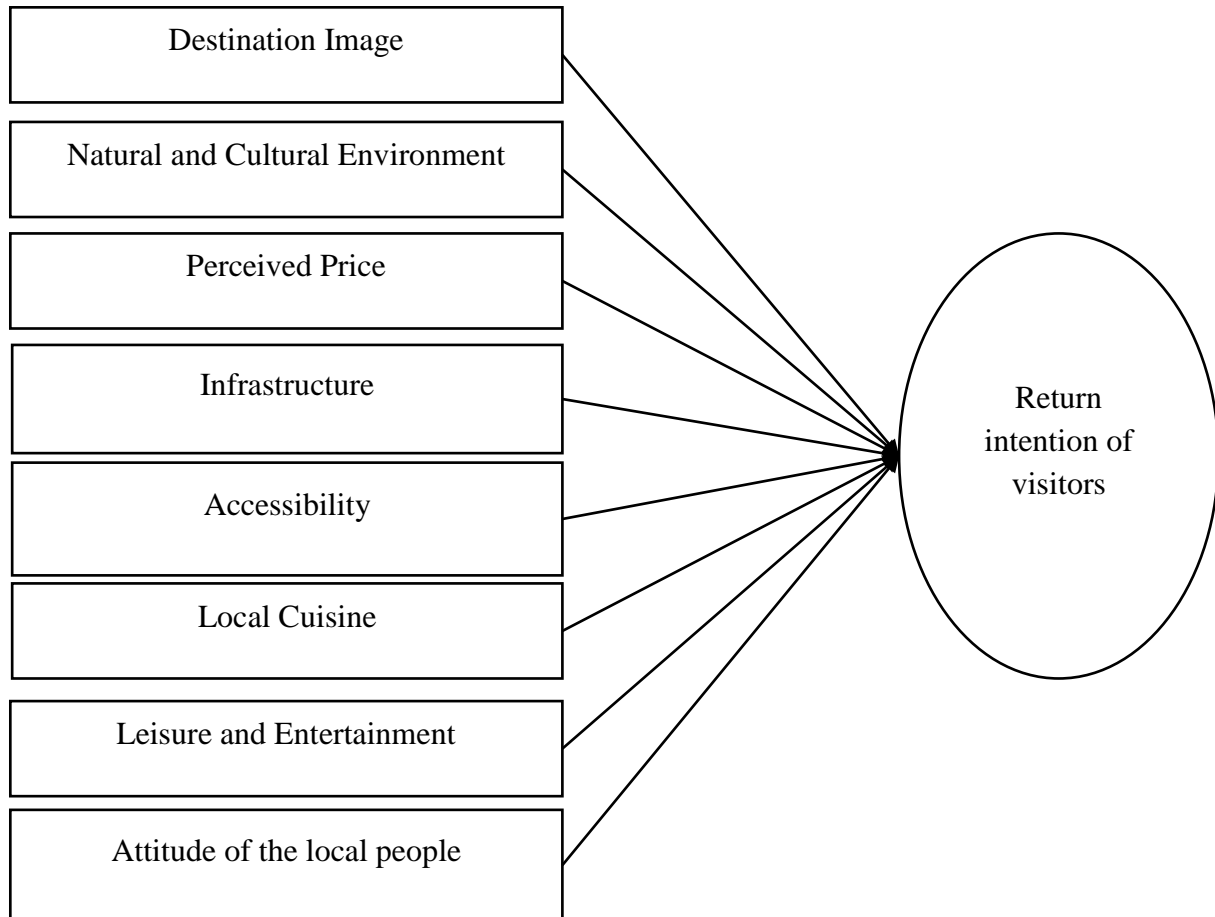 Destination Image
Natural and Cultural Environment
Perceived Price
Infrastructure
Accessibility
Local Cuisine
Leisure and Entertainment
Attitude of the local people
Return
intention of
visitors